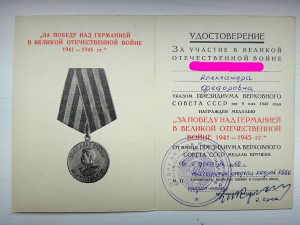 "ЗА ПОБЕДУ НАД ГЕРМАНИЕЙ
В ВЕЛИКОЙ ОТЕЧЕСТВЕННОЙ ВОЙНЕ
1941—1945 гг."
УДОСТОВЕРЕНИЕ
ЗА УЧАСТИЕ В ВЕЛИКОЙ
ОТЕЧЕСТВЕННОЙ ВОЙНЕ
Александра
Федоровна
УКАЗОМ ПРЕЗИДИУМА ВЕРХОВНОГО
СОВЕТА СССР от 9 мая 1945 года
НАГРАЖДЕН МЕДАЛЬЮ
"ЗА ПОБЕДУ НАД ГЕРМАНИЕЙ
В ВЕЛИКОЙ ОТЕЧЕСТВЕННОЙ
ВОЙНЕ 1941—1945 гг."
От имени ПРЕЗИДИУМА ВЕРХОВНОГО
СОВЕТА СССР МЕДАЛЬ ВРУЧЕНА